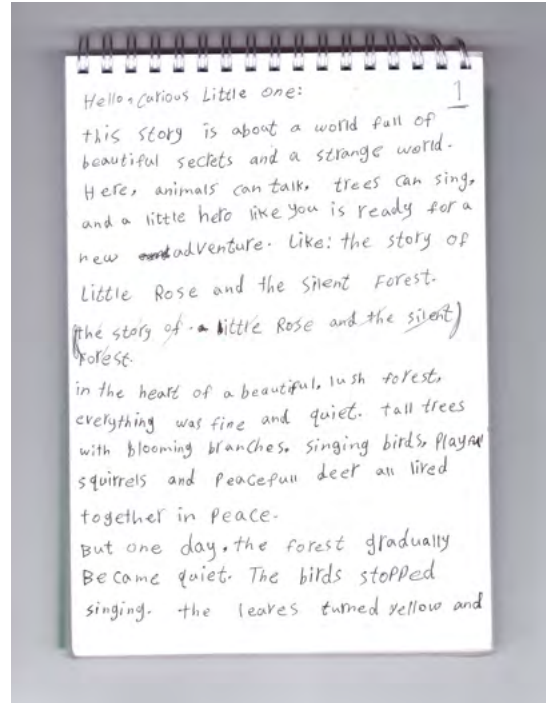 1
Hello, curious Little one:
this story is about a world full of
beautiful secrets and a strange world.
Here, animals can talk, trees can sing,
and a little hero like you is ready for a
new adventure. Like: the story of
Little Rose and the Silent Forest.
(the story of a little Rose and the silent)
Forest.
in the heart of a beautiful, lush forest,
everything was fine and quiet. tall trees
with blooming branches, singing birds, Playful
squirrels and Peacefull deer all lived
together in Peace.
But one day, the forest gradually
Became quiet. The birds stopped
singing. the leaves turned yellow and